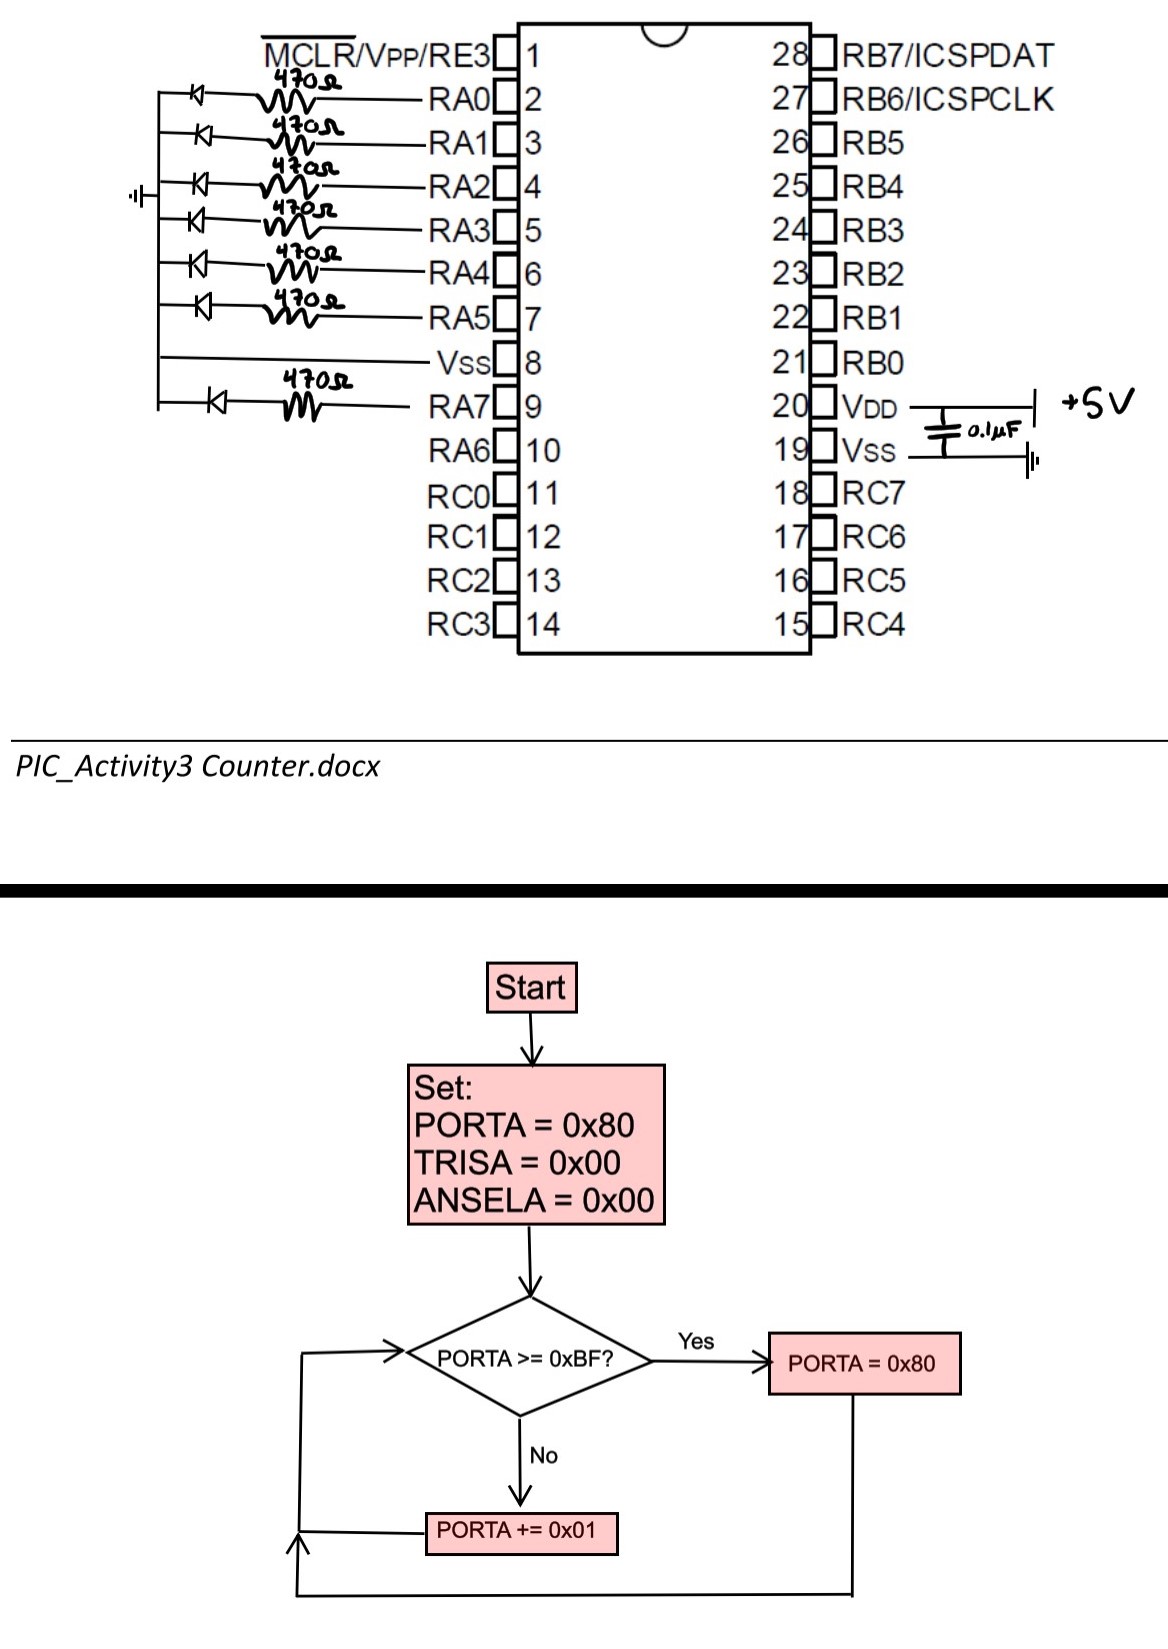 MCLR/VPP/RE3 1 28 RB7/ICSPDAT
470Ω
RA0 2 27 RB6/ICSPCLK
470Ω
RA1 3 26 RB5
470Ω
RA2 4 25 RB4
470Ω
RA3 5 24 RB3
470Ω
RA4 6 23 RB2
470Ω
RA5 7 22 RB1
Vss 8 21 RB0
470Ω
RA7 9 20 VDD +5V
0.1µF
RA6 10 19 Vss
RC0 11 18 RC7
RC1 12 17 RC6
RC2 13 16 RC5
RC3 14 15 RC4
PIC_Activity3 Counter.docx
Start
Set:
PORTA = 0x80
TRISA = 0x00
ANSELA = 0x00
PORTA >= 0xBF?
Yes
PORTA = 0x80
No
PORTA += 0x01